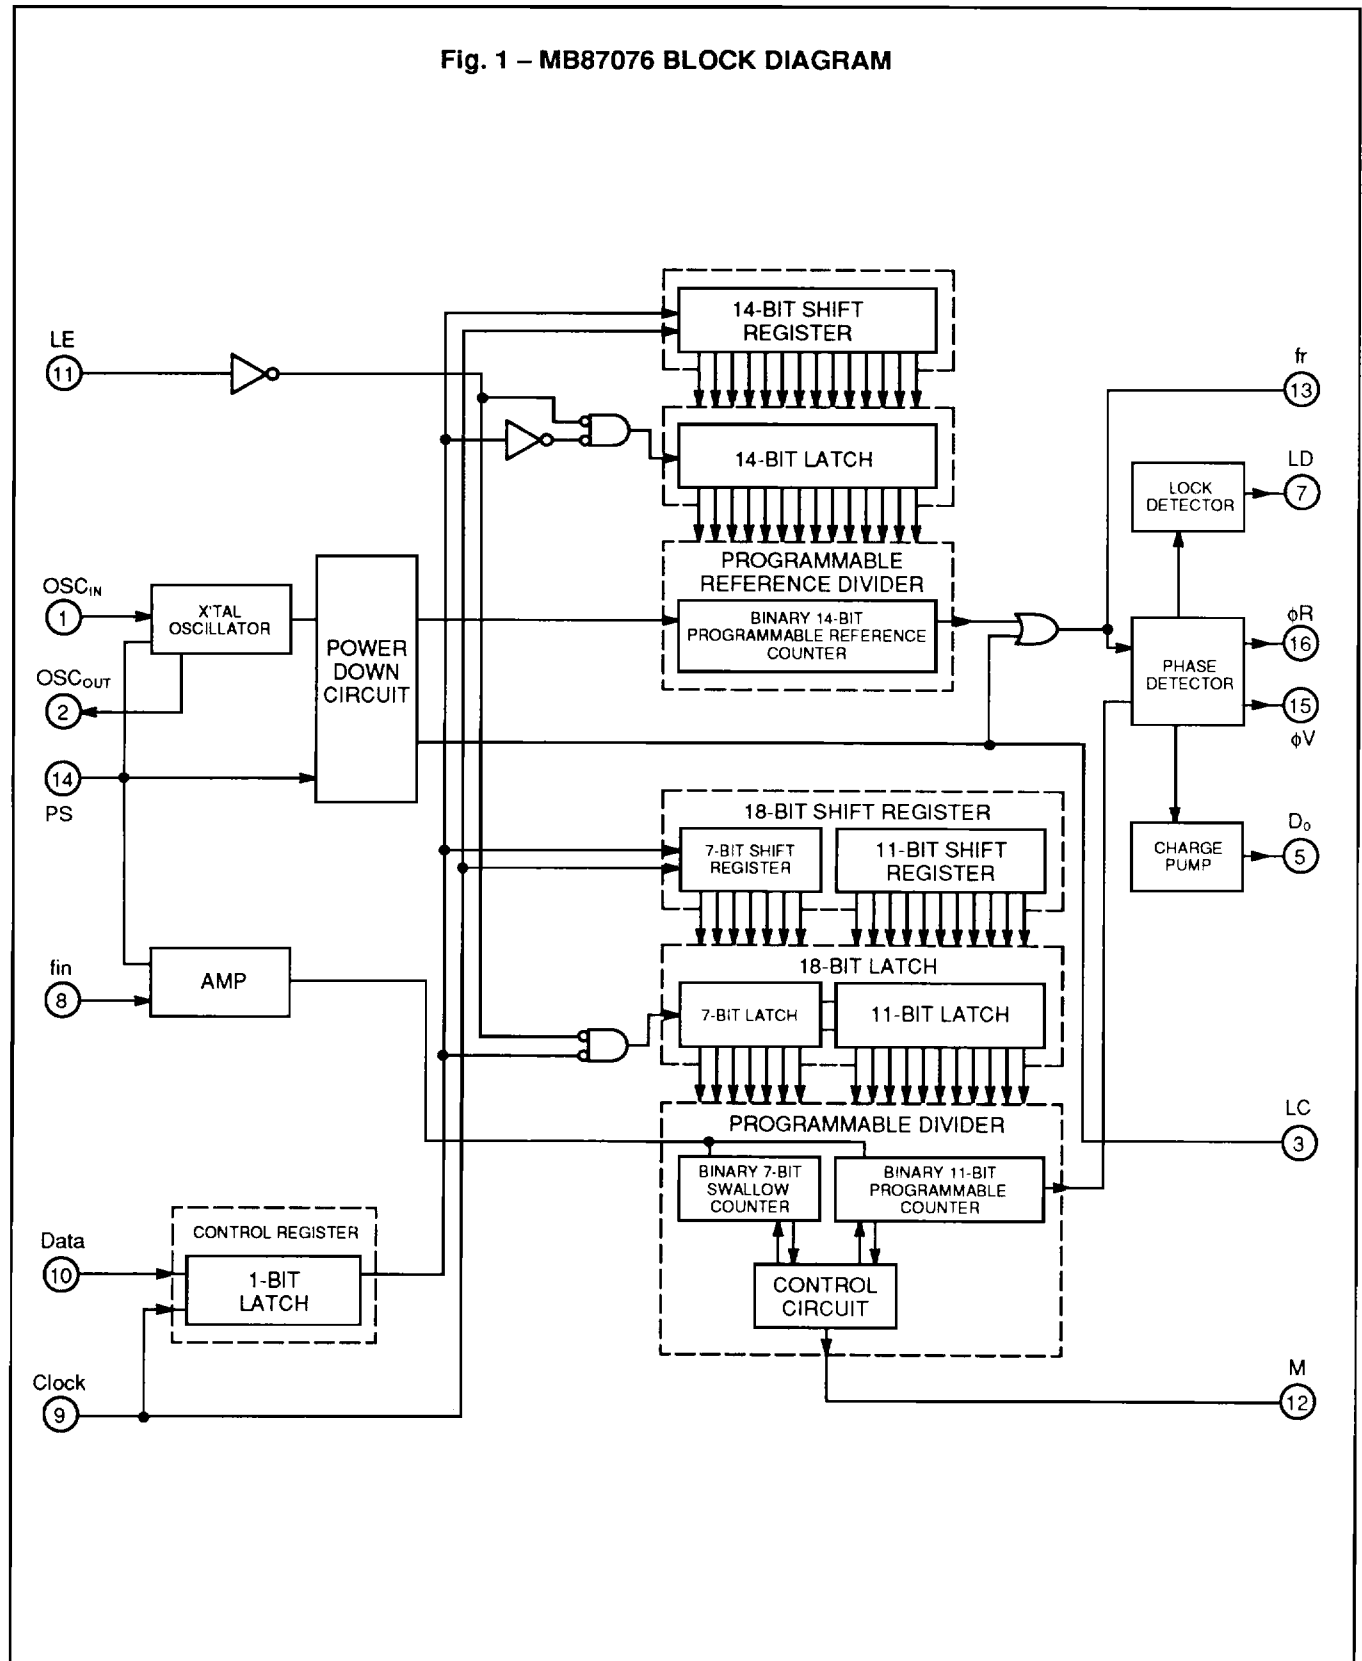 Fig. 1 – MB87076 BLOCK DIAGRAM
14-BIT SHIFT
REGISTER
LE
11
fr
13
14-BIT LATCH
LOCK
DETECTOR
LD
7
PROGRAMMABLE
REFERENCE DIVIDER
BINARY 14-BIT
PROGRAMMABLE REFERENCE
COUNTER
OSCIN
1
X'TAL
OSCILLATOR
OSCOUT
2
POWER
DOWN
CIRCUIT
14
PS
PHASE
DETECTOR
ϕR
16
15
ϕV
18-BIT SHIFT REGISTER
7-BIT SHIFT
REGISTER
11-BIT SHIFT
REGISTER
CHARGE
PUMP
D0
5
fin
8
AMP
18-BIT LATCH
7-BIT LATCH
11-BIT LATCH
PROGRAMMABLE DIVIDER
BINARY 7-BIT
SWALLOW
COUNTER
BINARY 11-BIT
PROGRAMMABLE
COUNTER
LC
3
CONTROL REGISTER
Data
10
1-BIT
LATCH
CONTROL
CIRCUIT
Clock
9
M
12